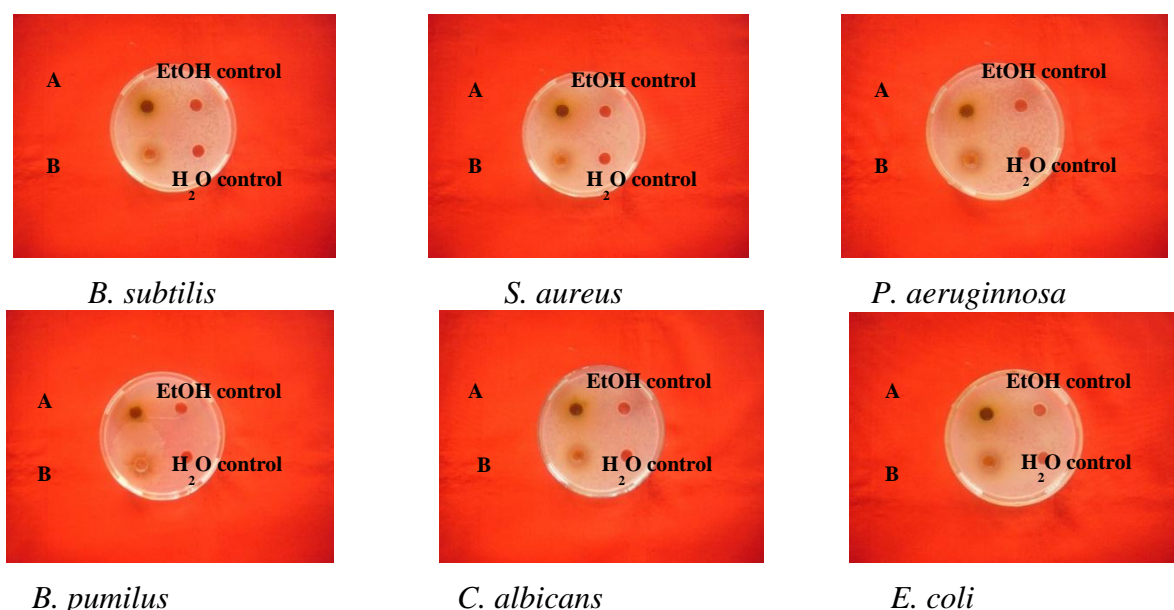 EtOH control
A
B
H2O control
EtOH control
A
B
H2O control
EtOH control
A
B
H2O control
B. subtilis
S. aureus
P. aeruginnosa
EtOH control
A
B
H2O control
EtOH control
A
B
H2O control
EtOH control
A
B
H2O control
B. pumilus
C. albicans
E. coli